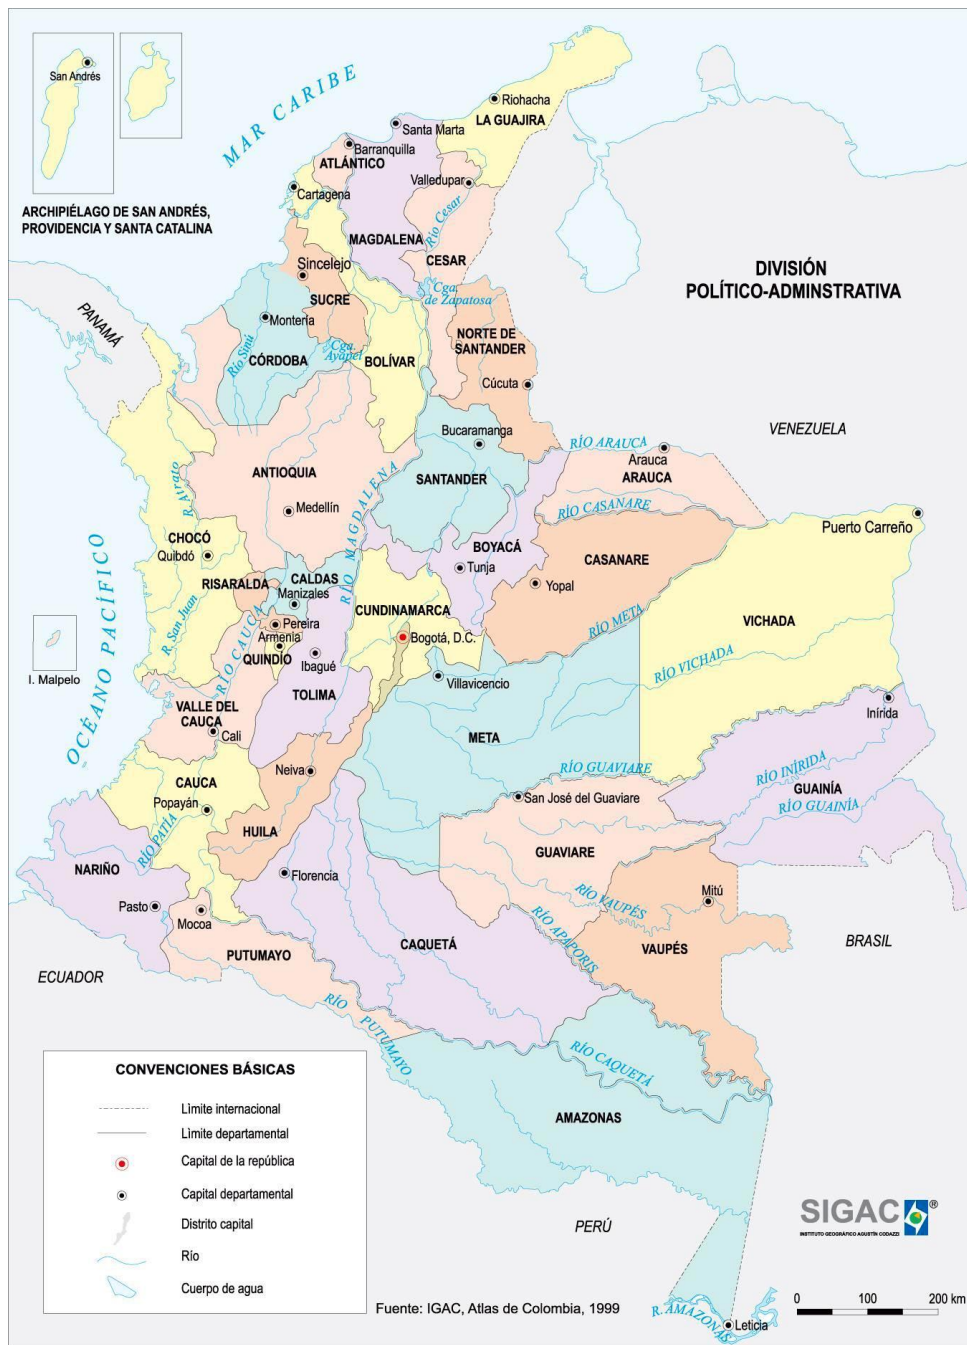 San Andrés
ARCHIPIÉLAGO DE SAN ANDRÉS,
PROVIDENCIA Y SANTA CATALINA
MAR CARIBE
Riohacha
LA GUAJIRA
Santa Marta
Barranquilla
ATLÁNTICO
Valledupar
Cartagena
Río Cesar
MAGDALENA
CESAR
DIVISIÓN
POLÍTICO-ADMINSTRATIVA
Sincelejo
SUCRE
Cga.
de Zapatosa
PANAMÁ
Montería
NORTE DE
SANTANDER
Río Sinú
CÓRDOBA
Cga.
Ayapel
BOLÍVAR
Cúcuta
VENEZUELA
Bucaramanga
RÍO ARAUCA
Arauca
ARAUCA
ANTIOQUIA
SANTANDER
R. Atrato
Medellín
RÍO MAGDALENA
RÍO CASANARE
Puerto Carreño
CHOCÓ
Quibdó
BOYACÁ
Tunja
CASANARE
Yopal
RISARALDA
CALDAS
Manizales
CUNDINAMARCA
OCÉANO PACÍFICO
R. San Juan
RÍO CAUCA
Pereira
Armenia
QUINDÍO
Ibagué
Bogotá, D.C.
RÍO META
VICHADA
I. Malpelo
RÍO VICHADA
Villavicencio
TOLIMA
VALLE DEL
CAUCA
Cali
META
Inírida
Neiva
RÍO GUAVIARE
RÍO INÍRIDA
GUAINÍA
RÍO GUAINÍA
CAUCA
Popayán
San José del Guaviare
RÍO PATÍA
HUILA
GUAVIARE
NARIÑO
Florencia
RÍO VAUPÉS
Mitú
Pasto
Mocoa
CAQUETÁ
RÍO APAPORIS
VAUPÉS
BRASIL
PUTUMAYO
ECUADOR
RÍO PUTUMAYO
RÍO CAQUETÁ
AMAZONAS
CONVENCIONES BÁSICAS
Lìmite internacional
Lìmite departamental
Capital de la república
Capital departamental
Distrito capital
Río
Cuerpo de agua
PERÚ
SIGAC®
INSTITUTO GEOGRÁFICO AGUSTÍN CODAZZI
Fuente: IGAC, Atlas de Colombia, 1999
0 100 200 km
R. AMAZONAS
Leticia